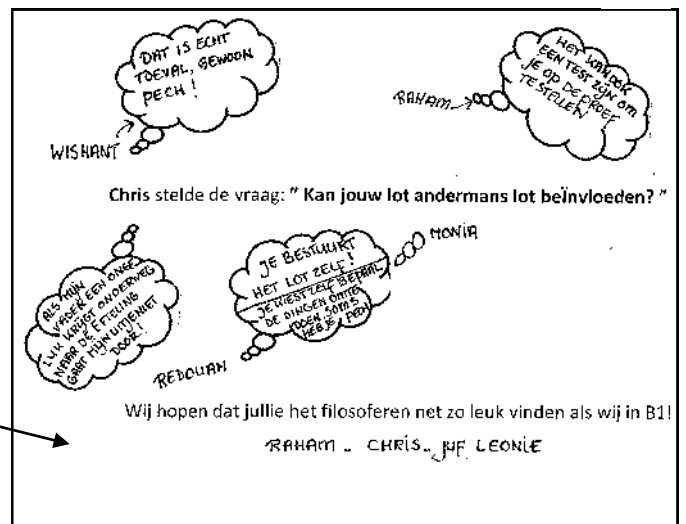 DAT IS ECHT
TOEVAL, GEWOON
PECH!
WISHANT
HET KAN OOK
EEN TEST ZIJN OM
JE OP DE PROEF
TE STELLEN
RAHAM
Chris stelde de vraag: " Kan jouw lot andermans lot beïnvloeden? "
ALS MIJN
VADER EEN ONGE-
LUK KRIJGT ONDERWEG
NAAR DE EFTELING
GAAT MIJN UITJE NIET
DOOR!
JE BESTUURT
HET LOT ZELF!
JE KIEST ZELF BEPAAL
DE DINGEN OM TE
DOEN SOMS
HEB JE PECH
MONIA
REDOUAN
Wij hopen dat jullie het filosoferen net zo leuk vinden als wij in B1!
RAHAM .. CHRIS.. JUF LEONIE